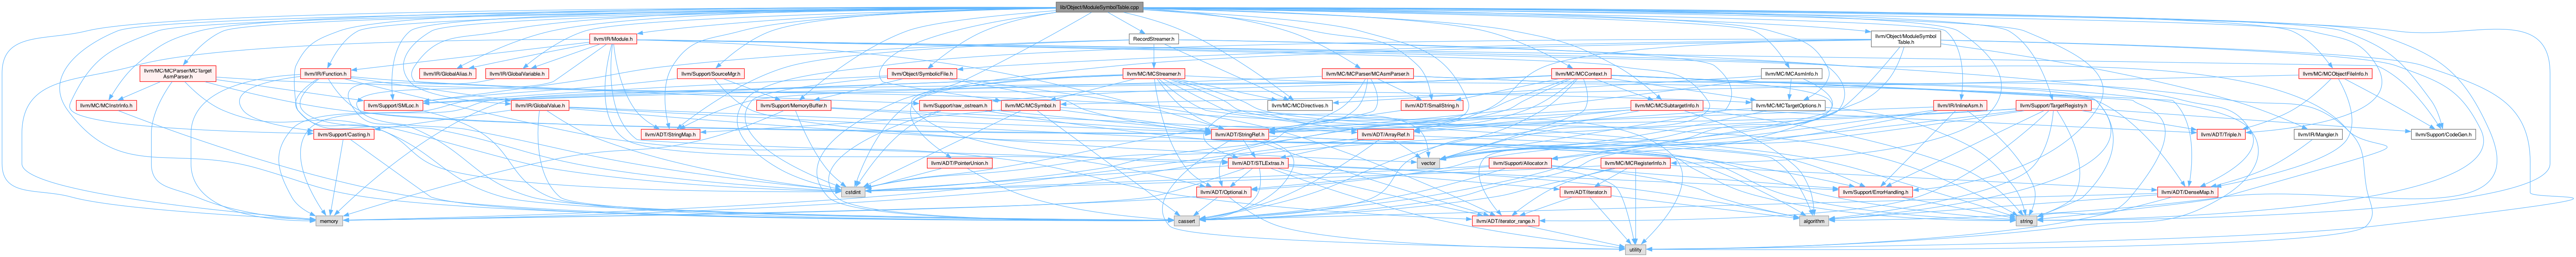 lib/Object/ModuleSymbolTable.cpp
llvm/IR/Module.h
RecordStreamer.h
llvm/Object/ModuleSymbol
Table.h
llvm/MC/MCParser/MCTarget
AsmParser.h
llvm/IR/Function.h
llvm/IR/GlobalAlias.h
llvm/IR/GlobalVariable.h
llvm/Support/SourceMgr.h
llvm/Object/SymbolicFile.h
llvm/MC/MCStreamer.h
llvm/MC/MCParser/MCAsmParser.h
llvm/MC/MCContext.h
llvm/MC/MCAsmInfo.h
llvm/MC/MCObjectFileInfo.h
llvm/MC/MCInstrInfo.h
llvm/Support/SMLoc.h
llvm/IR/GlobalValue.h
llvm/Support/MemoryBuffer.h
llvm/Support/raw_ostream.h
llvm/MC/MCSymbol.h
llvm/MC/MCDirectives.h
llvm/ADT/SmallString.h
llvm/MC/MCSubtargetInfo.h
llvm/MC/MCTargetOptions.h
llvm/IR/InlineAsm.h
llvm/Support/TargetRegistry.h
llvm/Support/Casting.h
llvm/ADT/StringMap.h
llvm/ADT/StringRef.h
llvm/ADT/ArrayRef.h
llvm/ADT/Triple.h
llvm/IR/Mangler.h
llvm/Support/CodeGen.h
llvm/ADT/PointerUnion.h
llvm/ADT/STLExtras.h
vector
llvm/Support/Allocator.h
llvm/MC/MCRegisterInfo.h
cstdint
llvm/ADT/Optional.h
llvm/ADT/iterator.h
llvm/Support/ErrorHandling.h
llvm/ADT/DenseMap.h
memory
cassert
llvm/ADT/iterator_range.h
algorithm
string
utility